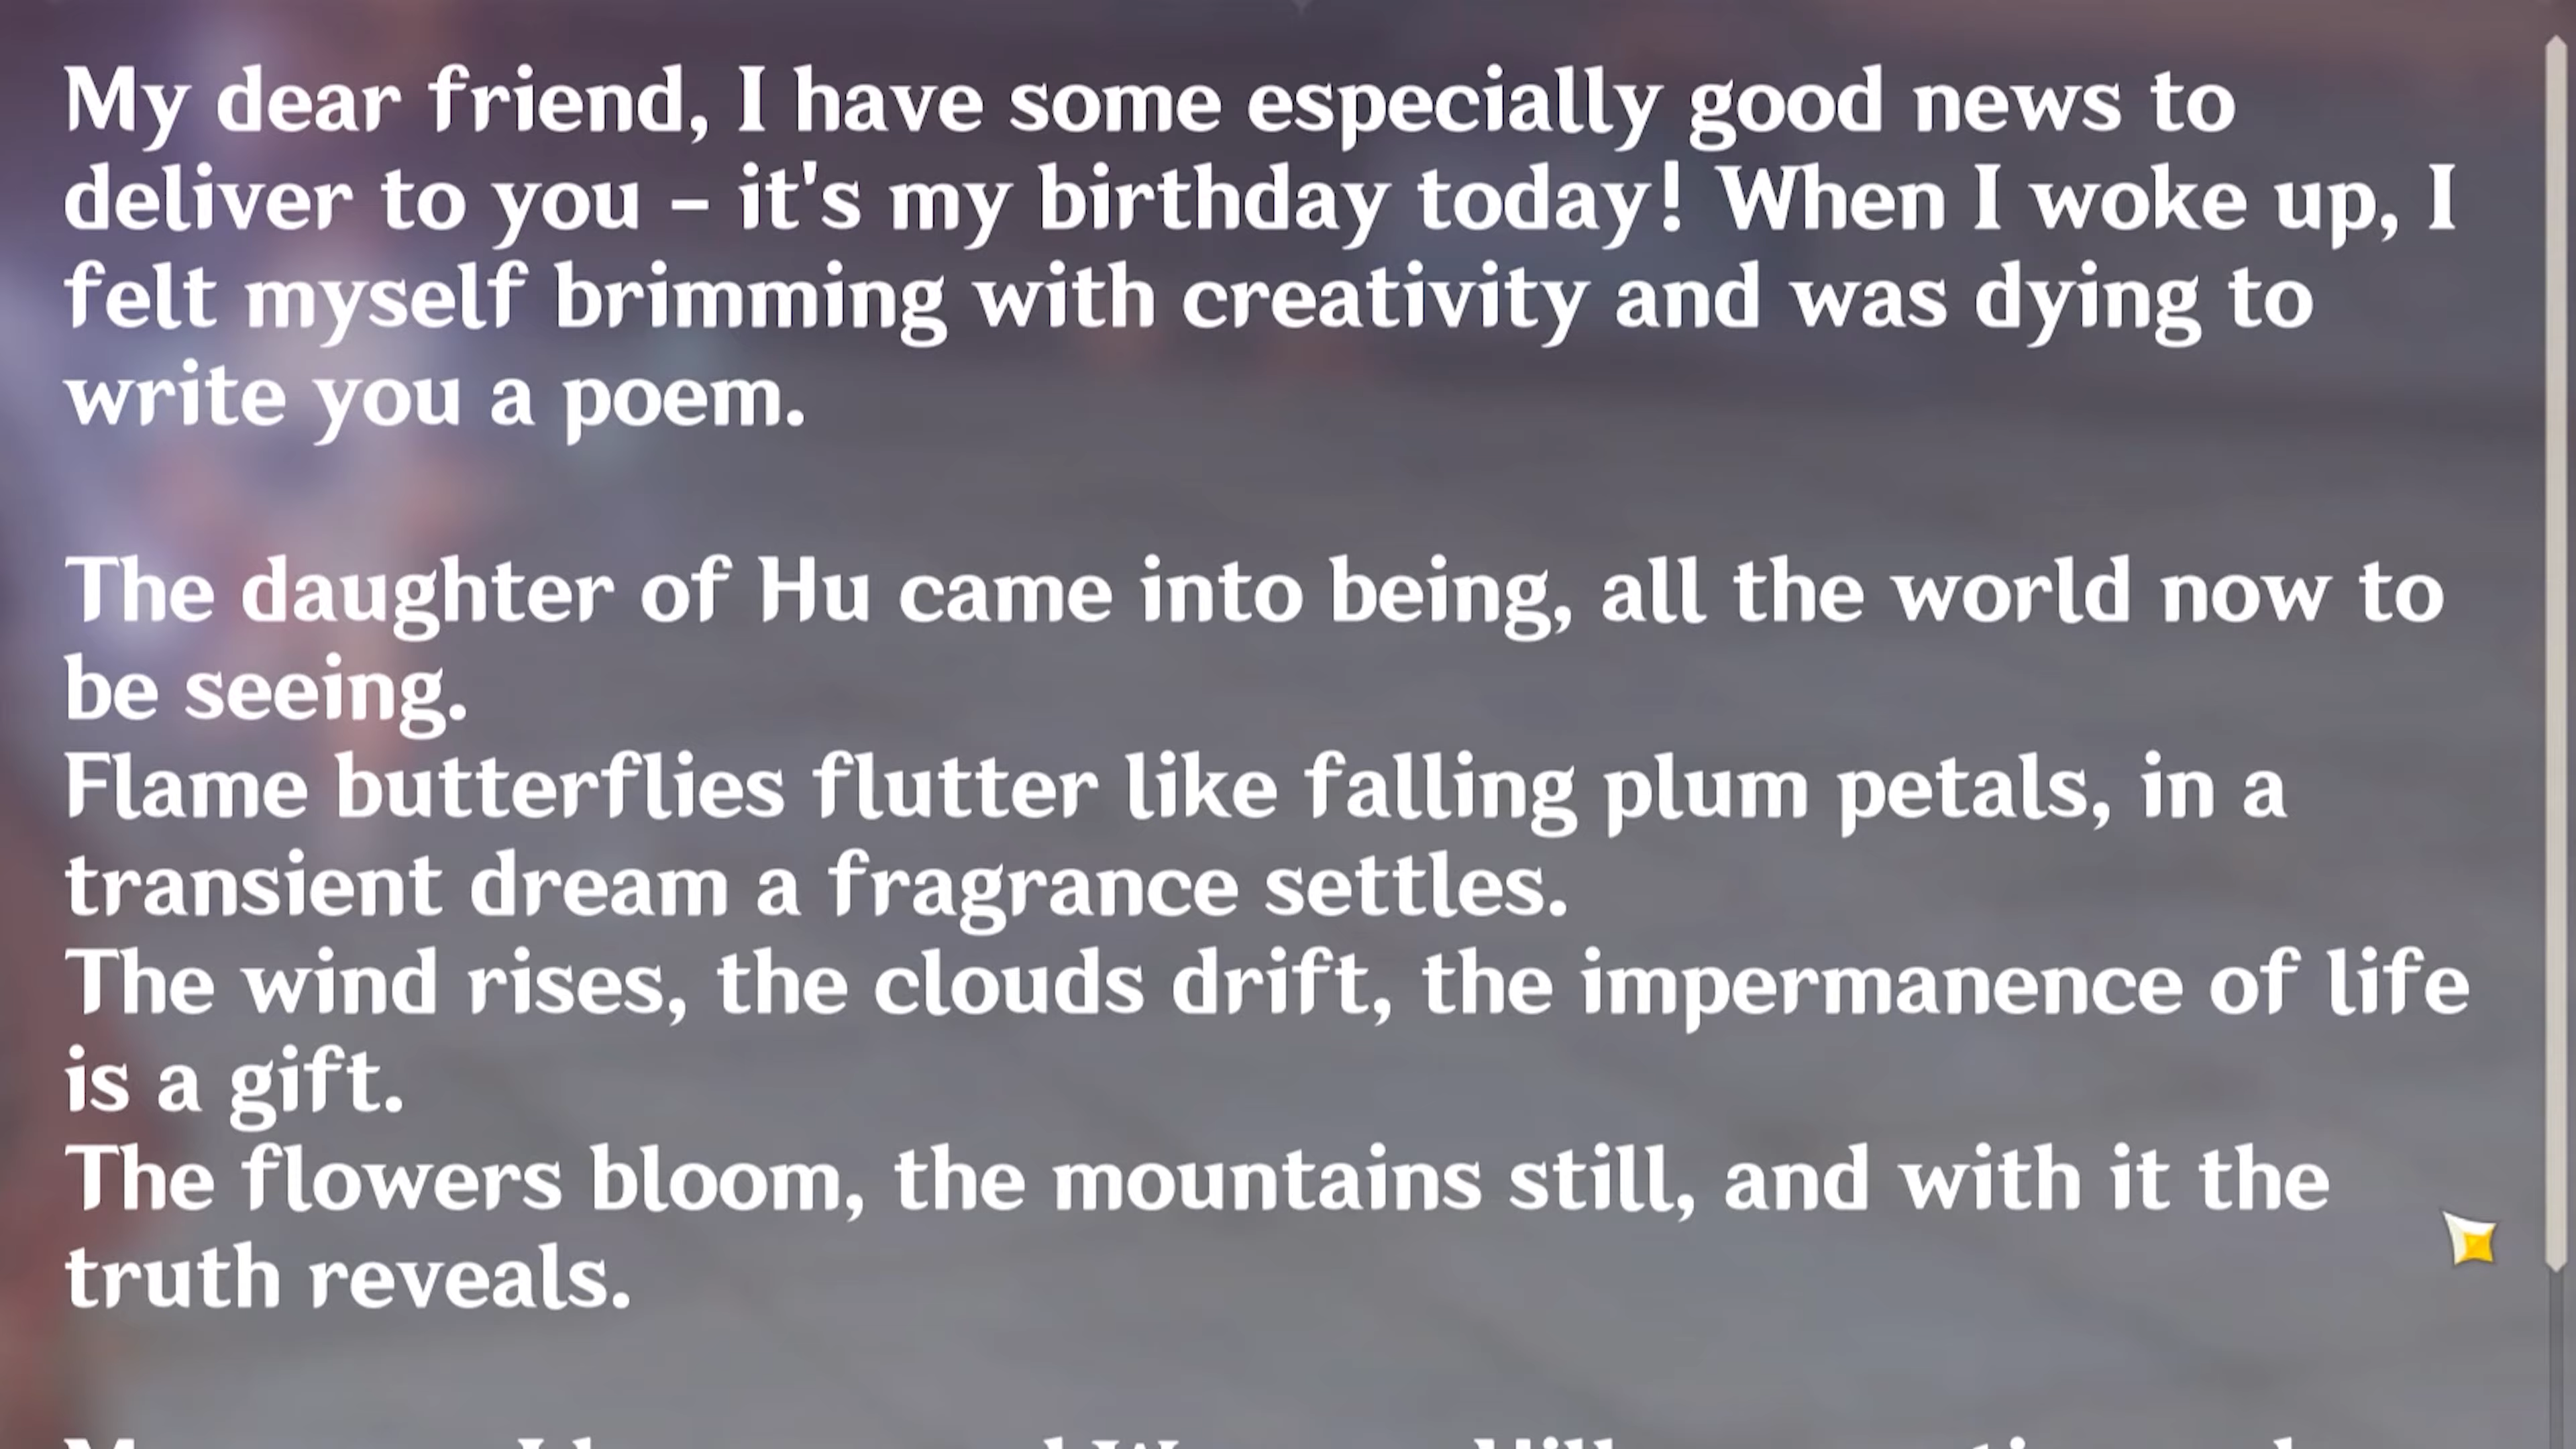 My dear friend, I have some especially good news to
deliver to you – it's my birthday today! When I woke up, I
felt myself brimming with creativity and was dying to
write you a poem.
The daughter of Hu came into being, all the world now to
be seeing.
Flame butterflies flutter like falling plum petals, in a
transient dream a fragrance settles.
The wind rises, the clouds drift, the impermanence of life
is a gift.
The flowers bloom, the mountains still, and with it the
truth reveals.